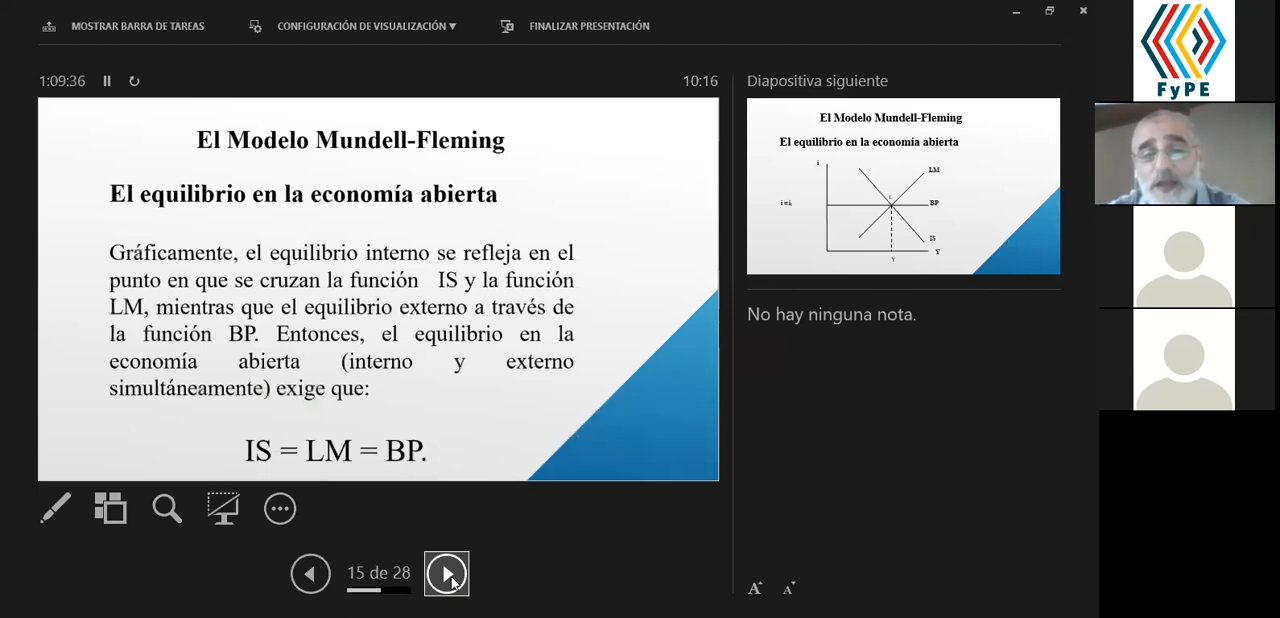 MOSTRAR BARRA DE TAREAS
CONFIGURACIÓN DE VISUALIZACIÓN ▼
FINALIZAR PRESENTACIÓN
1:09:36
10:16
El Modelo Mundell-Fleming
El equilibrio en la economía abierta
Gráficamente, el equilibrio interno se refleja en el
punto en que se cruzan la función IS y la función
LM, mientras que el equilibrio externo a través de
la función BP. Entonces, el equilibrio en la
economía abierta (interno y externo
simultáneamente) exige que:
IS = LM = BP.
15 de 28
Diapositiva siguiente
El Modelo Mundell-Fleming
El equilibrio en la economía abierta
i
LM
BP
IS
Y
Y
No hay ninguna nota.
A A
FyPE